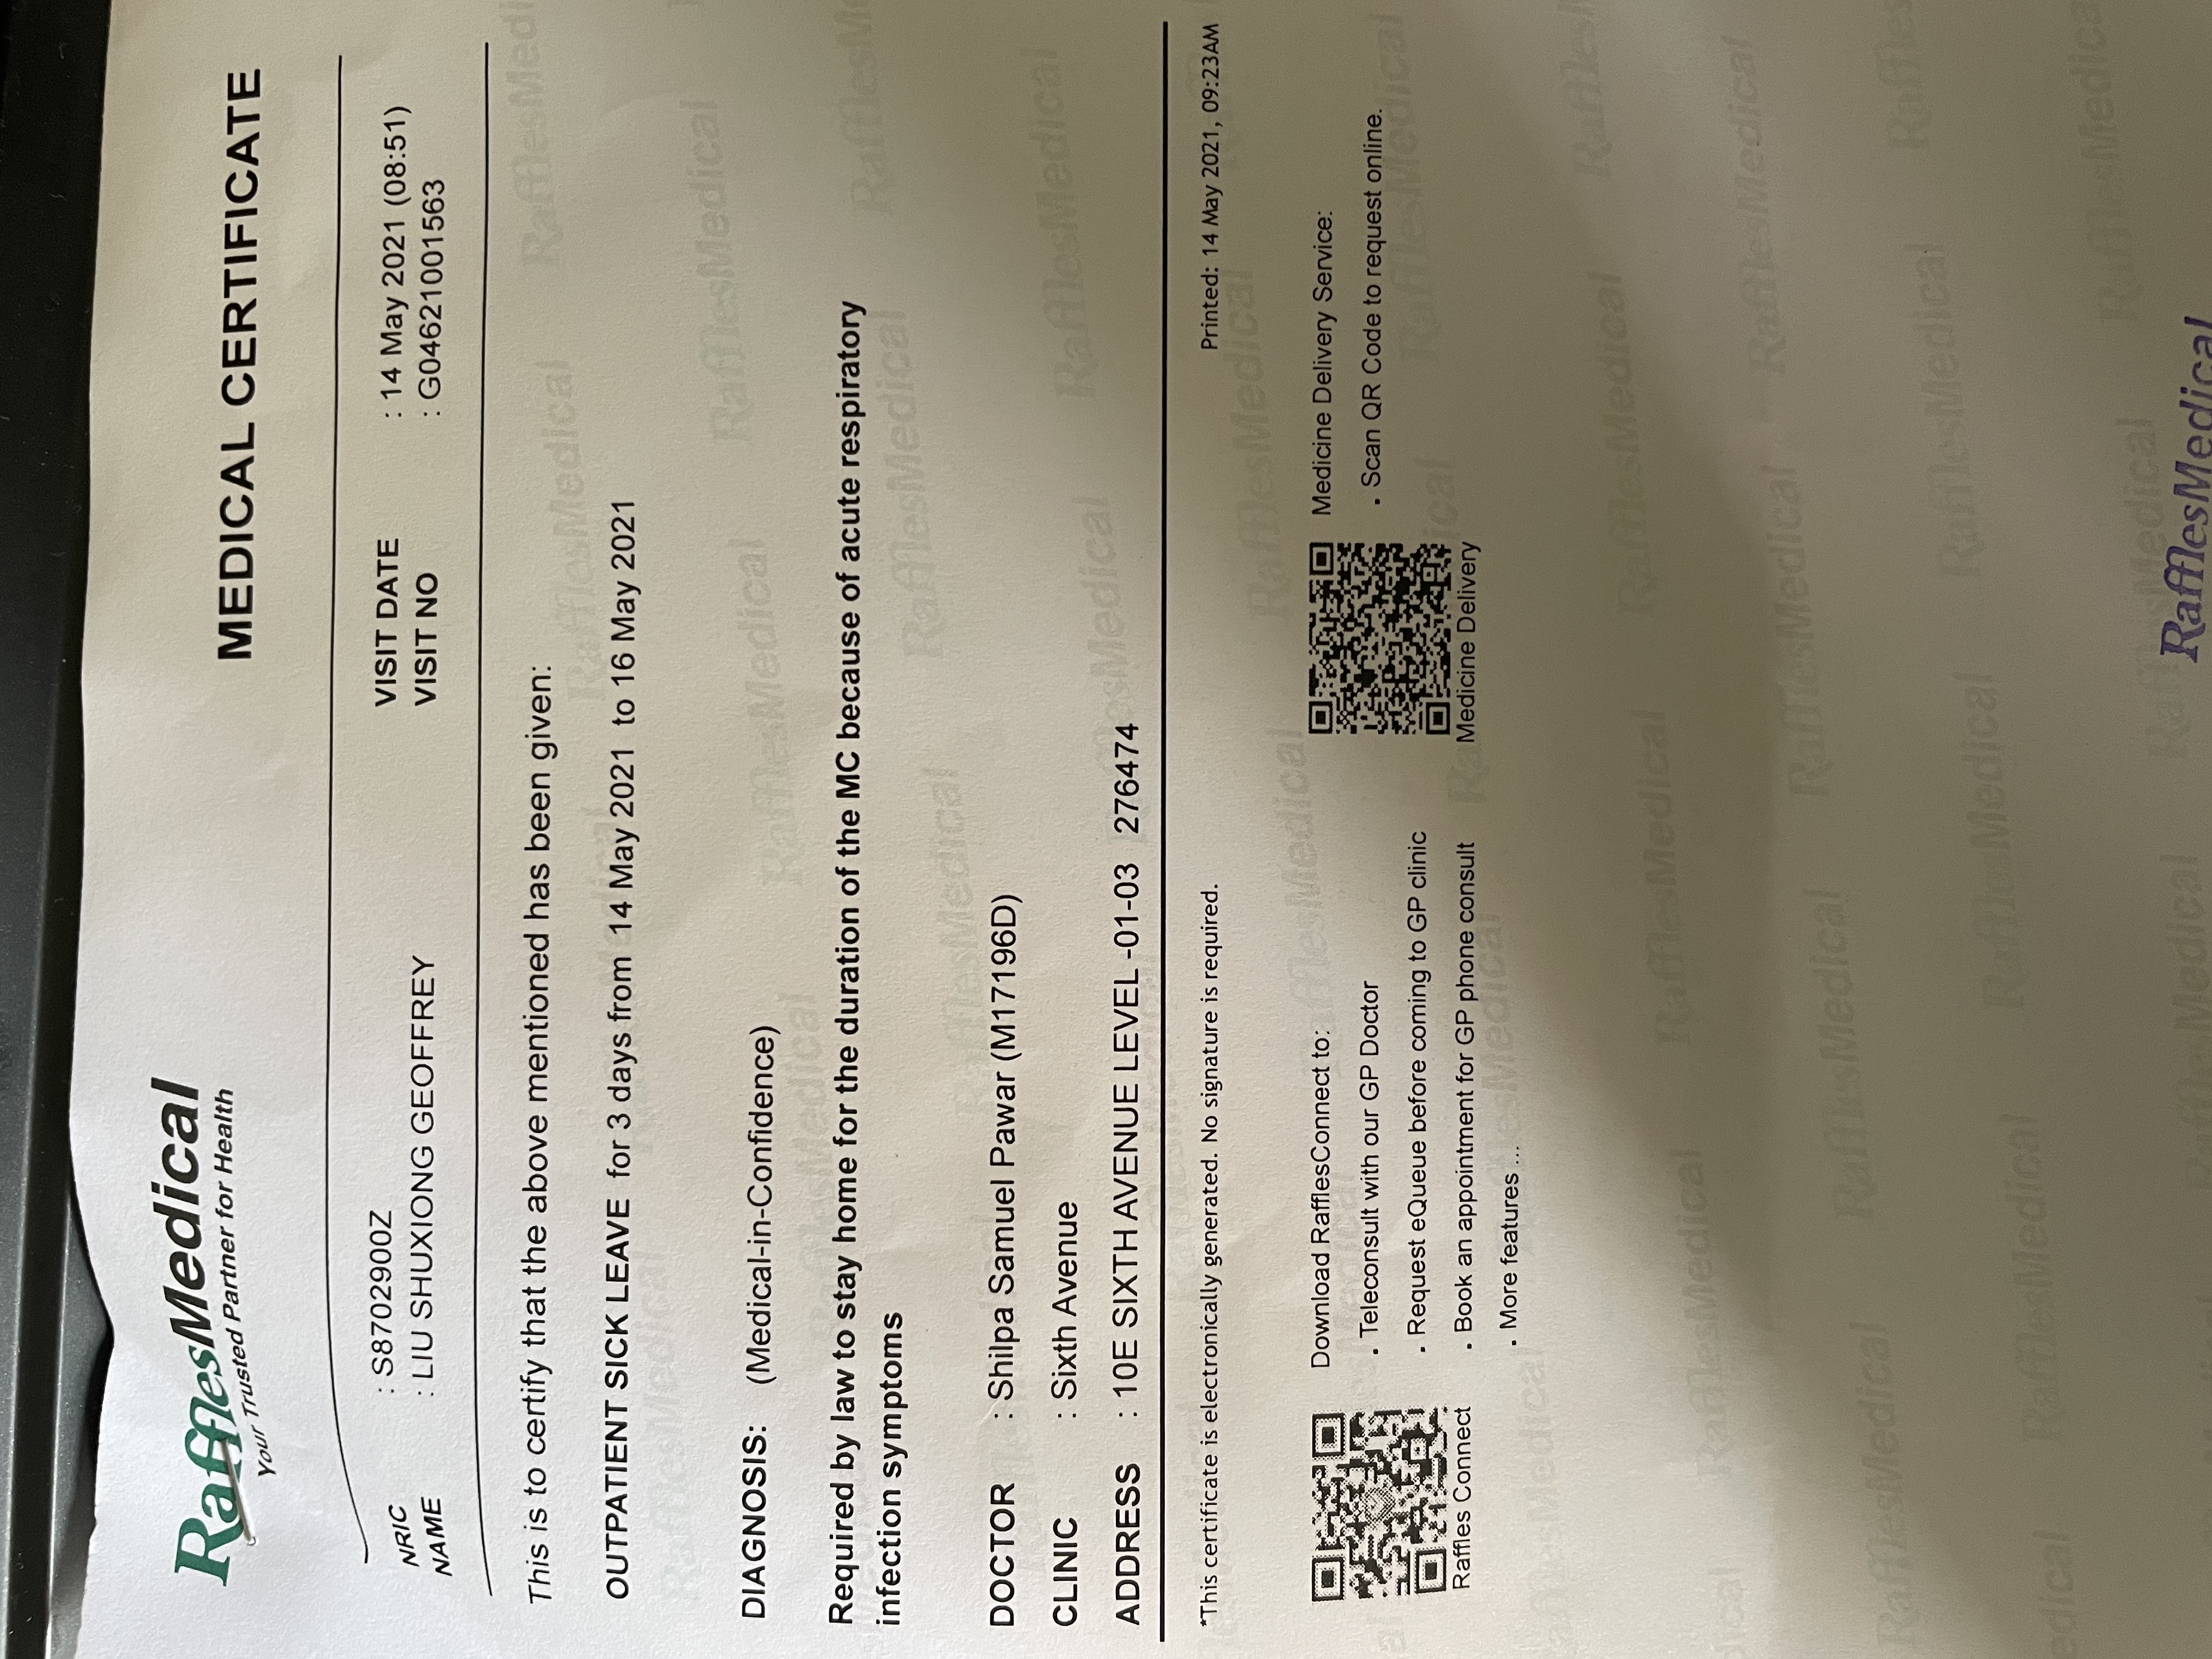 RafflesMedical
Your Trusted Partner for Health
MEDICAL CERTIFICATE
NRIC : S8702900Z
NAME : LIU SHUXIONG GEOFFREY
VISIT DATE : 14 May 2021 (08:51)
VISIT NO : G04621001563
This is to certify that the above mentioned has been given:
OUTPATIENT SICK LEAVE for 3 days from 14 May 2021 to 16 May 2021
DIAGNOSIS: (Medical-in-Confidence)
Required by law to stay home for the duration of the MC because of acute respiratory
infection symptoms
DOCTOR : Shilpa Samuel Pawar (M17196D)
CLINIC : Sixth Avenue
ADDRESS : 10E SIXTH AVENUE LEVEL -01-03 276474
*This certificate is electronically generated. No signature is required.
Printed: 14 May 2021, 09:23AM
Raffles Connect
Download RafflesConnect to:
. Teleconsult with our GP Doctor
. Request eQueue before coming to GP clinic
. Book an appointment for GP phone consult
. More features ...
Medicine Delivery
Medicine Delivery Service:
. Scan QR Code to request online.
RafflesMedical